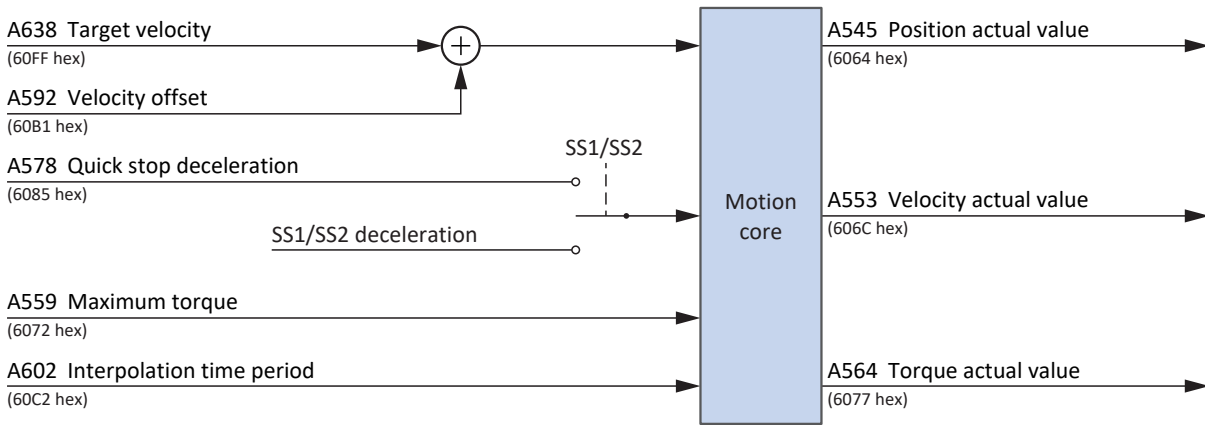 A638 Target velocity
(60FF hex)
A592 Velocity offset
(60B1 hex)
A578 Quick stop deceleration
(6085 hex)
SS1/SS2
SS1/SS2 deceleration
A559 Maximum torque
(6072 hex)
A602 Interpolation time period
(60C2 hex)
Motion
core
A545 Position actual value
(6064 hex)
A553 Velocity actual value
(606C hex)
A564 Torque actual value
(6077 hex)